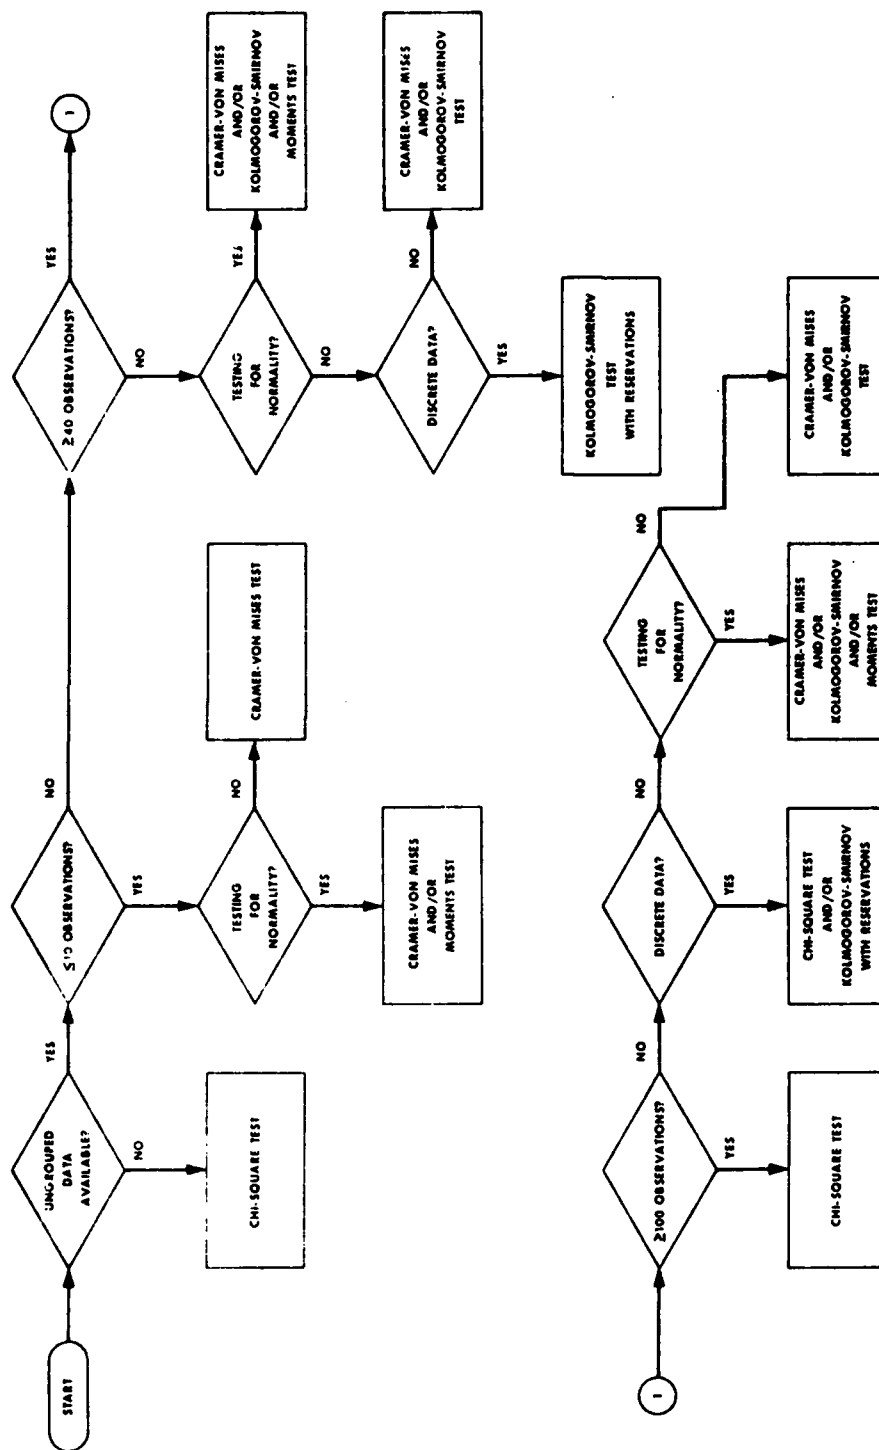 START
UNGROUPED
DATA
AVAILABLE?
YES
NO
CHI-SQUARE TEST
≤10 OBSERVATIONS?
NO
YES
TESTING
FOR
NORMALITY?
NO
CRAMER-VON MISES TEST
YES
CRAMER-VON MISES
AND/OR
MOMENTS TEST
≥40 OBSERVATIONS?
YES
1
NO
TESTING
FOR
NORMALITY?
YES
CRAMER-VON MISES
AND/OR
KOLMOGOROV-SMIRNOV
AND/OR
MOMENTS TEST
NO
DISCRETE DATA?
NO
CRAMER-VON MISES
AND/OR
KOLMOGOROV-SMIRNOV
TEST
YES
KOLMOGOROV-SMIRNOV
TEST
WITH RESERVATIONS
1
≥100 OBSERVATIONS?
NO
YES
CHI-SQUARE TEST
DISCRETE DATA?
NO
YES
CHI-SQUARE TEST
AND/OR
KOLMOGOROV-SMIRNOV
WITH RESERVATIONS
TESTING
FOR
NORMALITY?
NO
YES
CRAMER-VON MISES
AND/OR
KOLMOGOROV-SMIRNOV
AND/OR
MOMENTS TEST
CRAMER-VON MISES
AND/OR
KOLMOGOROV-SMIRNOV
TEST